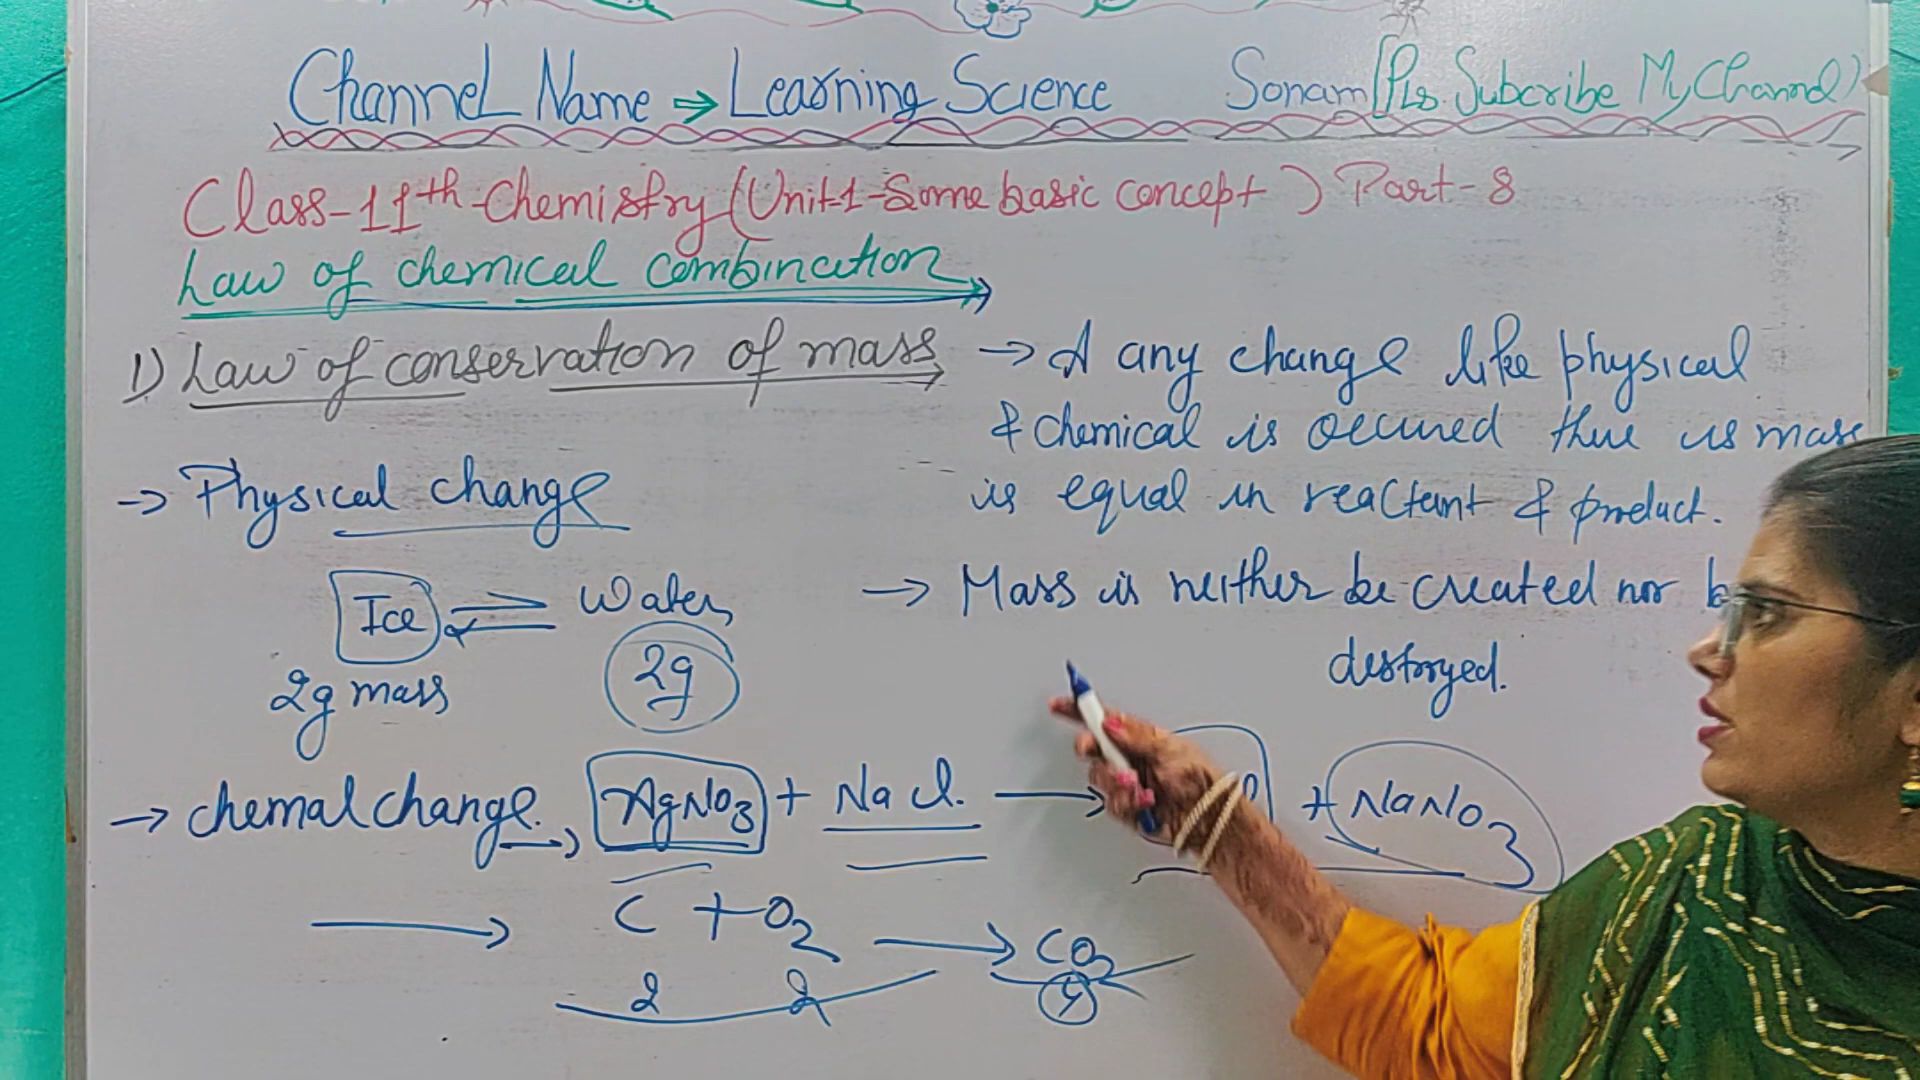 Channel Name ⇒ Learning Science Sonam (Pls. Subcribe My Channel)
Class-11th-Chemistry (Unit-1-Some basic concept) Part-8
Law of chemical combination
1) Law of conservation of mass → A any change like physical
& chemical is occured there is mass
is equal in reactant & product.
→ Physical change
Ice ⇌ Water
→ Mass is neither be created nor
destroyed.
2g mass 2g
→ chemal change. → AgNO3 + NaCl. → + NaNO3
→ C + O2 → CO2
2 2 4